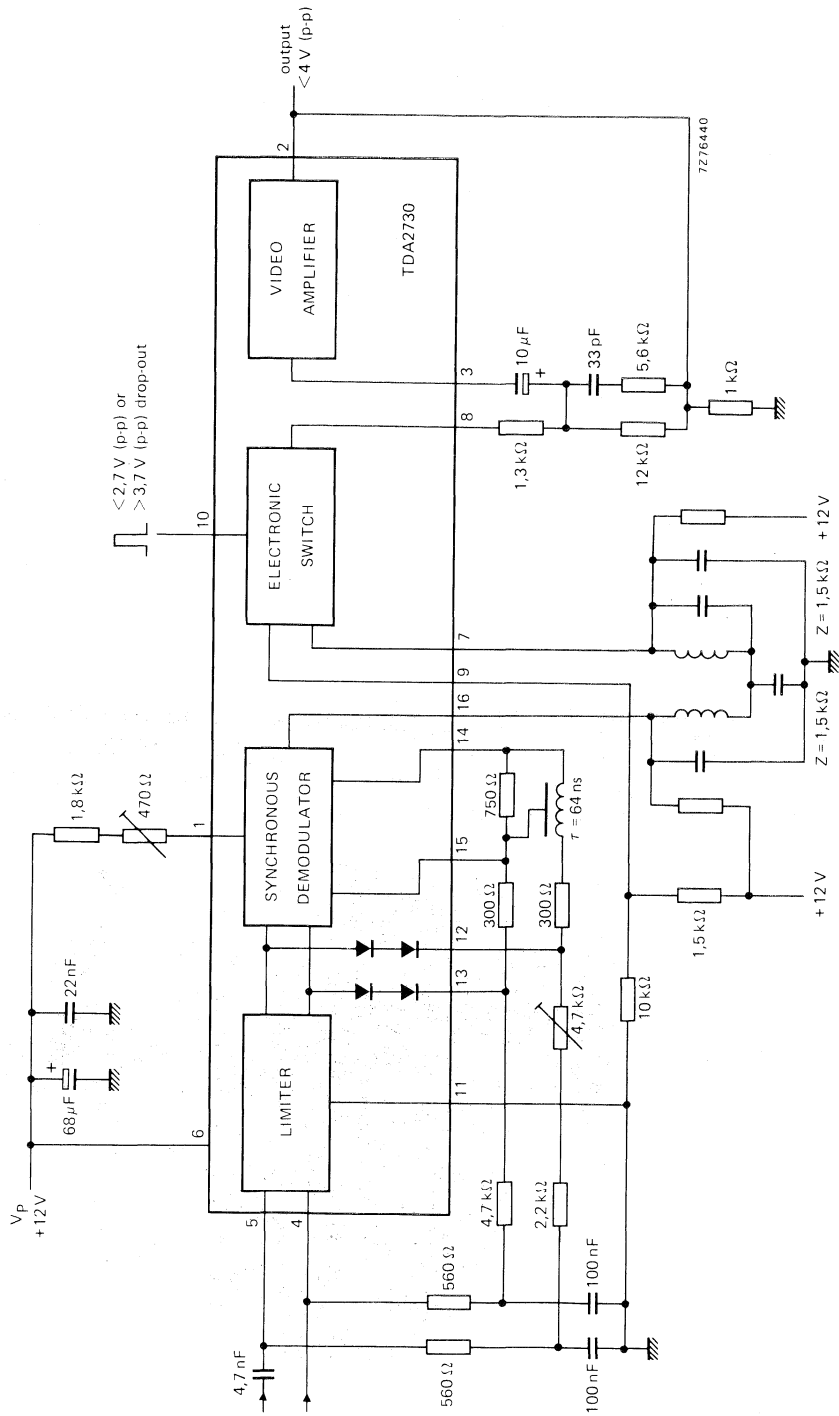 Vp
+12 V
68 µF
+
22 nF
1,8 kΩ
470 Ω
<2,7 V (p-p) or
>3,7 V (p-p) drop-out
output
<4 V (p-p)
6
1
10
2
5
4
LIMITER
SYNCHRONOUS
DEMODULATOR
ELECTRONIC
SWITCH
VIDEO
AMPLIFIER
TDA2730
11
13
12
15
14
16
9
7
8
3
4,7 nF
560 Ω
560 Ω
100 nF
100 nF
4,7 kΩ
2,2 kΩ
4,7 kΩ
300 Ω
300 Ω
750 Ω
τ = 64 ns
10 kΩ
1,5 kΩ
+12 V
Z = 1,5 kΩ
Z = 1,5 kΩ
+12 V
1,3 kΩ
10 µF
+
33 pF
12 kΩ
5,6 kΩ
1 kΩ
7Z76440